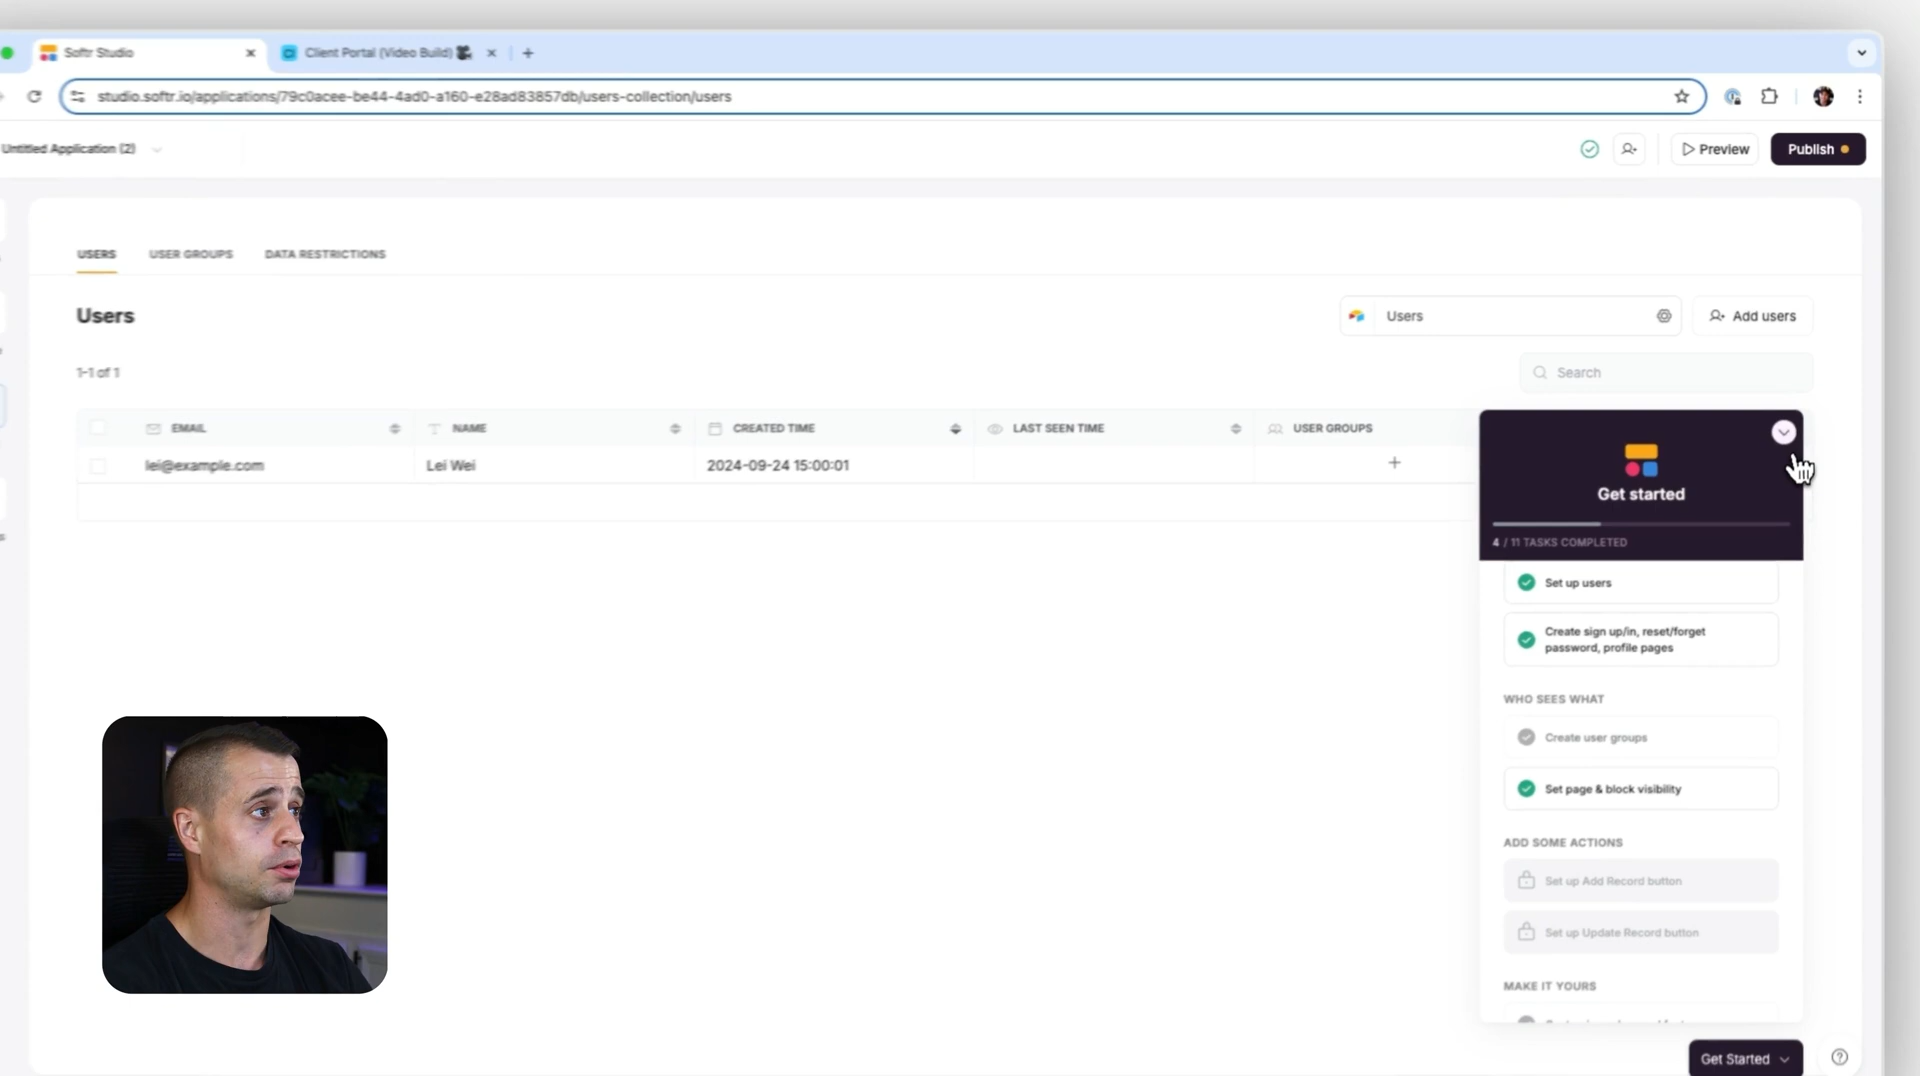 Softr Studio
Client Portal (Video Build)
studio.softr.io/applications/79c0acee-be44-4ad0-a160-e28ad83857db/users-collection/users
Untitled Application (2)
Preview
Publish
USERS
USER GROUPS
DATA RESTRICTIONS
Users
Users
Add users
1-1 of 1
Search
EMAIL
NAME
CREATED TIME
LAST SEEN TIME
USER GROUPS
lei@example.com
Lei Wei
2024-09-24 15:00:01
Get started
4 / 11 TASKS COMPLETED
Set up users
Create sign up/in, reset/forget
password, profile pages
WHO SEES WHAT
Create user groups
Set page & block visibility
ADD SOME ACTIONS
Set up Add Record button
Set up Update Record button
MAKE IT YOURS
Get Started